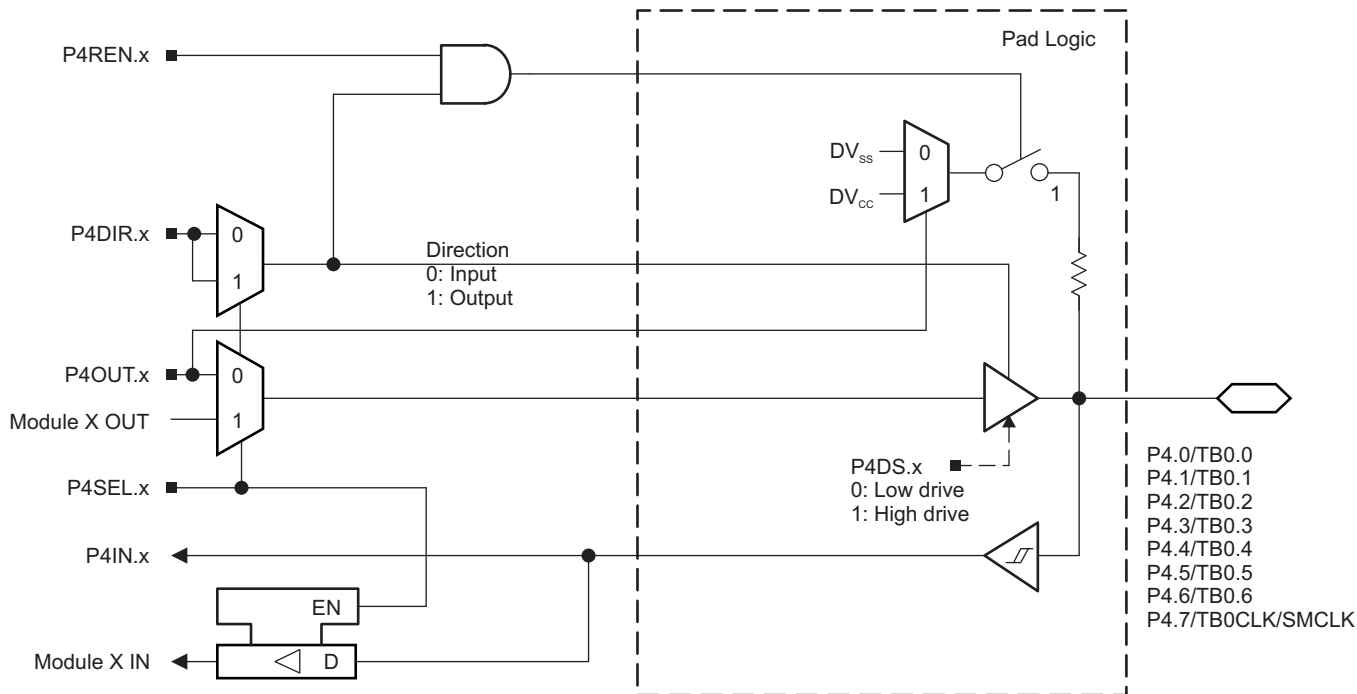 Pad Logic
P4REN.x
DVSS
0
DVCC
1
1
P4DIR.x
0
1
Direction
0: Input
1: Output
P4OUT.x
0
Module X OUT
1
P4DS.x
0: Low drive
1: High drive
P4SEL.x
P4.0/TB0.0
P4.1/TB0.1
P4.2/TB0.2
P4.3/TB0.3
P4.4/TB0.4
P4.5/TB0.5
P4.6/TB0.6
P4.7/TB0CLK/SMCLK
P4IN.x
EN
Module X IN
D